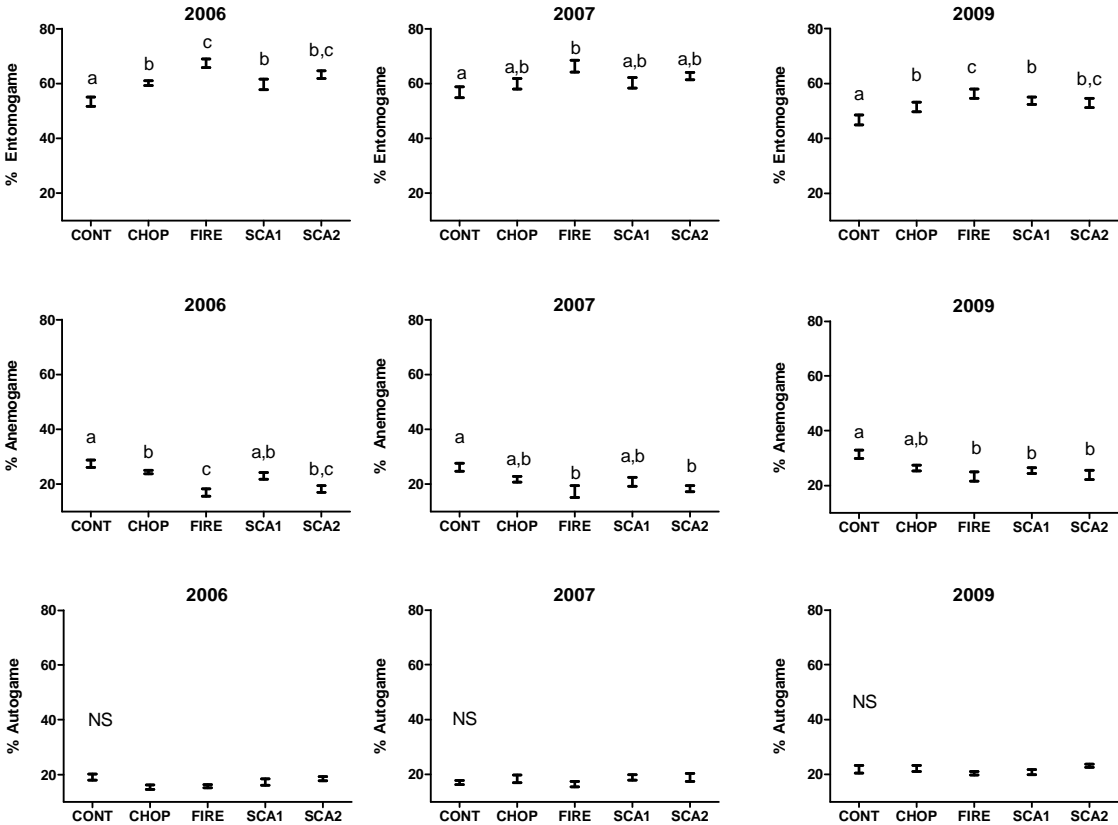 2006
80
60
40
20
% Entomogame
a
b
c
b
b,c
CONT CHOP FIRE SCA1 SCA2
2007
80
60
40
20
% Entomogame
a
a,b
b
a,b
a,b
CONT CHOP FIRE SCA1 SCA2
2009
80
60
40
20
% Entomogame
a
b
c
b
b,c
CONT CHOP FIRE SCA1 SCA2
2006
80
60
40
20
% Anemogame
a
b
c
a,b
b,c
CONT CHOP FIRE SCA1 SCA2
2007
80
60
40
20
% Anemogame
a
a,b
b
a,b
b
CONT CHOP FIRE SCA1 SCA2
2009
80
60
40
20
% Anemogame
a
a,b
b
b
b
CONT CHOP FIRE SCA1 SCA2
2006
80
60
40
20
% Autogame
NS
CONT CHOP FIRE SCA1 SCA2
2007
80
60
40
20
% Autogame
NS
CONT CHOP FIRE SCA1 SCA2
2009
80
60
40
20
% Autogame
NS
CONT CHOP FIRE SCA1 SCA2